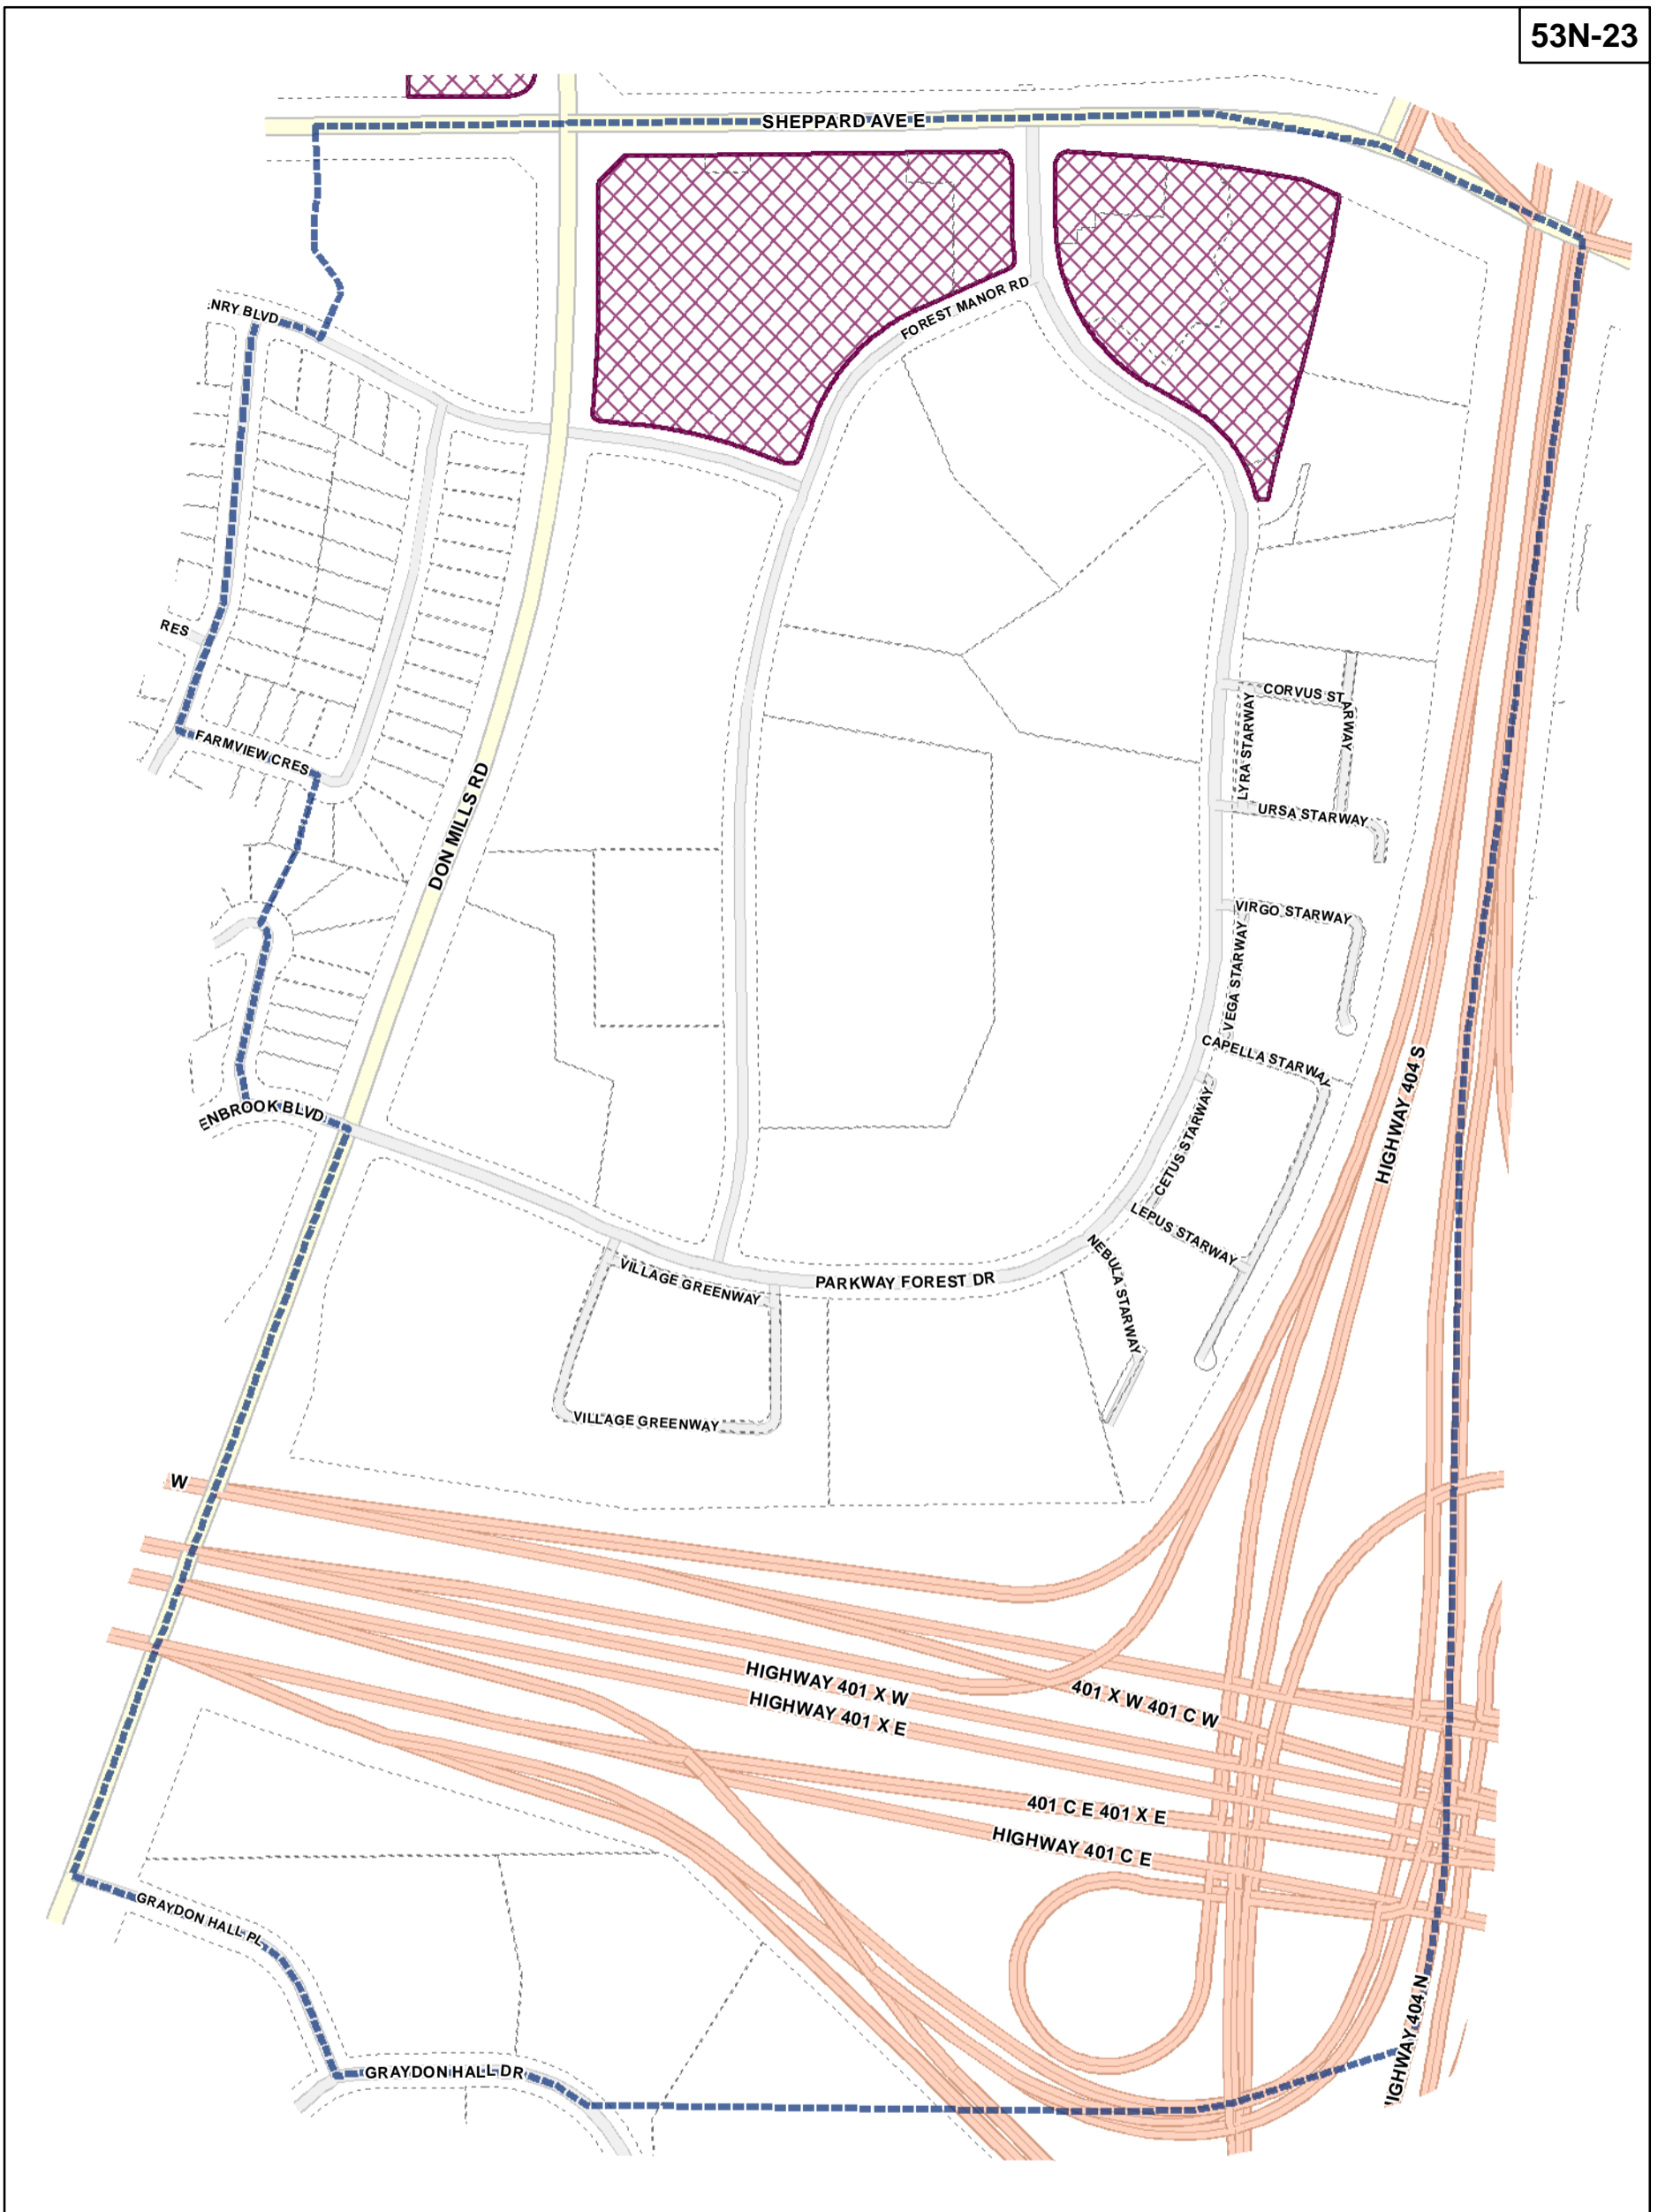 53N-23
SHEPPARD AVE E
NRY BLVD
FOREST MANOR RD
RES
CORVUS STARWAY
LYRA STARWAY
FARMVIEW CRES
URSA STARWAY
DON MILLS RD
VIRGO STARWAY
VEGA STARWAY
CAPELLA STARWAY
HIGHWAY 404 S
ENBROOK BLVD
CETUS STARWAY
LEPUS STARWAY
NEBULA STARWAY
VILLAGE GREENWAY
PARKWAY FOREST DR
VILLAGE GREENWAY
W
HIGHWAY 401 X W
401 X W 401 C W
HIGHWAY 401 X E
401 C E 401 X E
HIGHWAY 401 C E
GRAYDON HALL PL
HIGHWAY 404 N
GRAYDON HALL DR